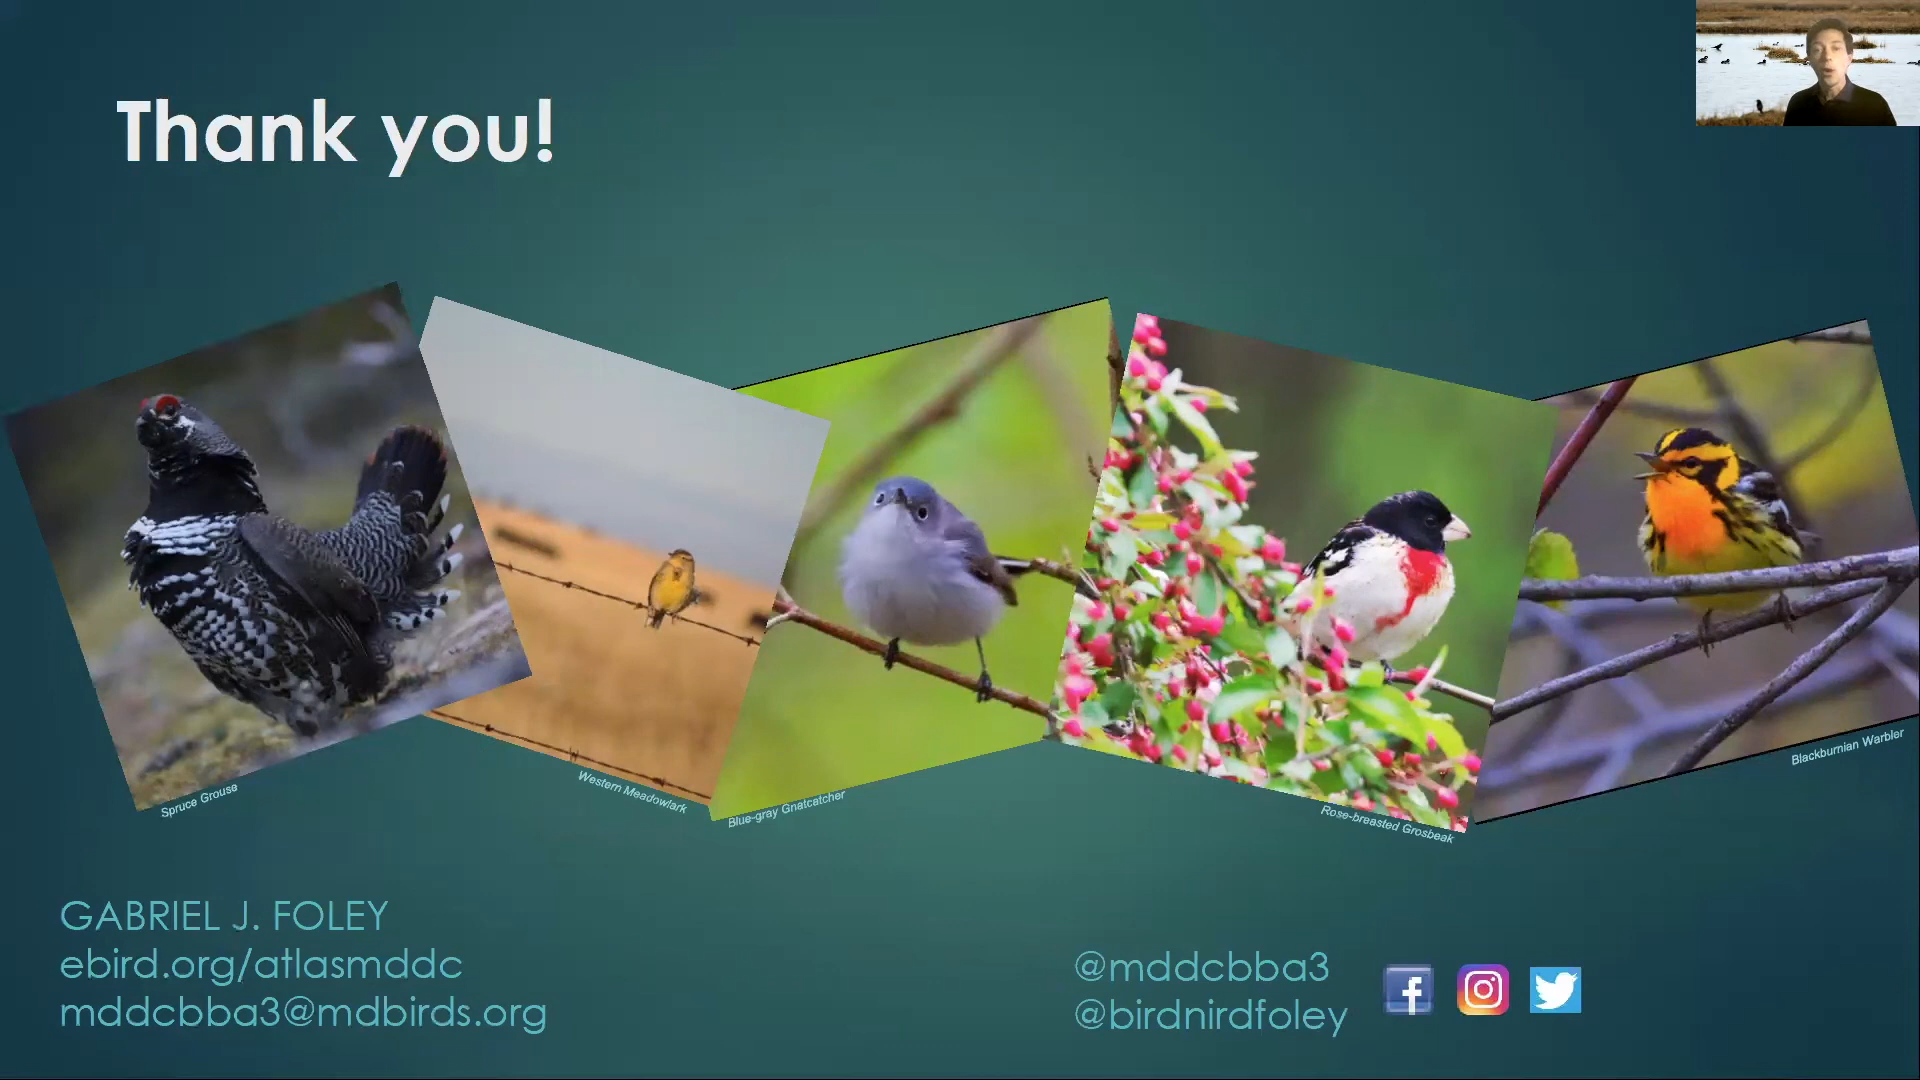 Thank you!
Spruce Grouse
Western Meadowlark
Blue-gray Gnatcatcher
Rose-breasted Grosbeak
Blackburnian Warbler
GABRIEL J. FOLEY
ebird.org/atlasmddc
mddcbba3@mdbirds.org
@mddcbba3
@birdnirdfoley